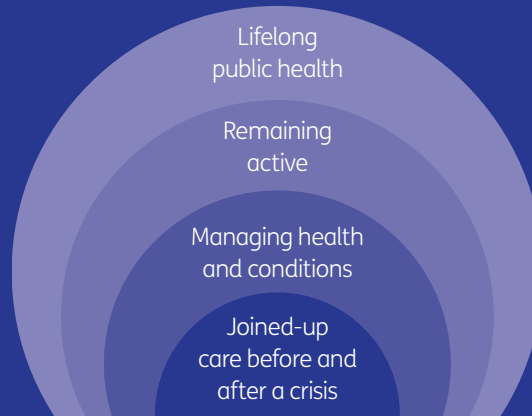 Lifelong
public health
Remaining
active
Managing health
and conditions
Joined-up
care before and
after a crisis